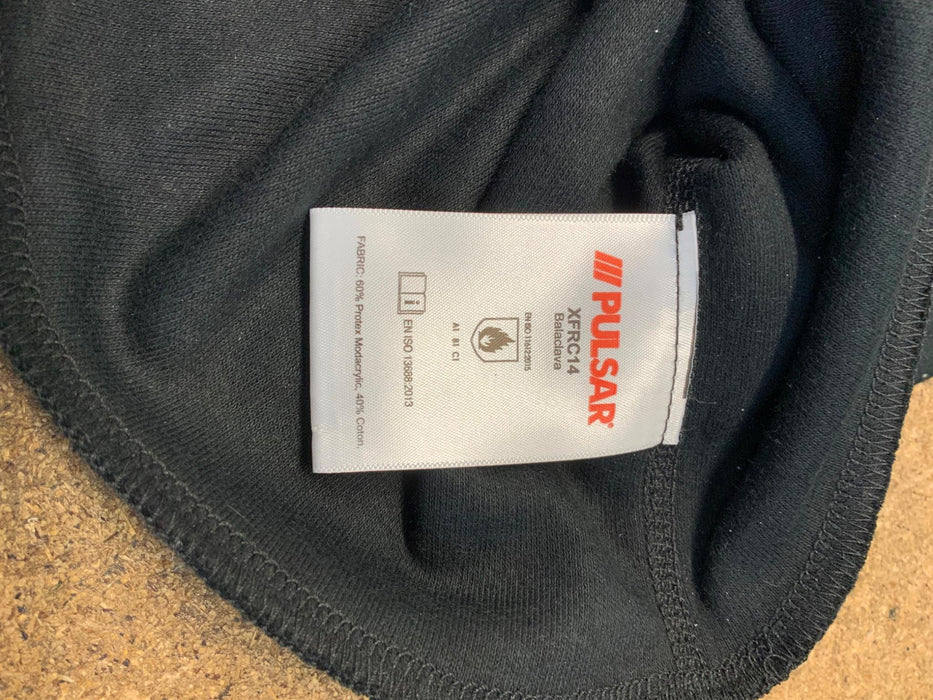 PULSAR®
XFRC14
Balaclava
EN ISO 11612:2015
A1 B1 C1
EN ISO 13688:2013
FABRIC: 60% Protex Modacrylic, 40% Coton.